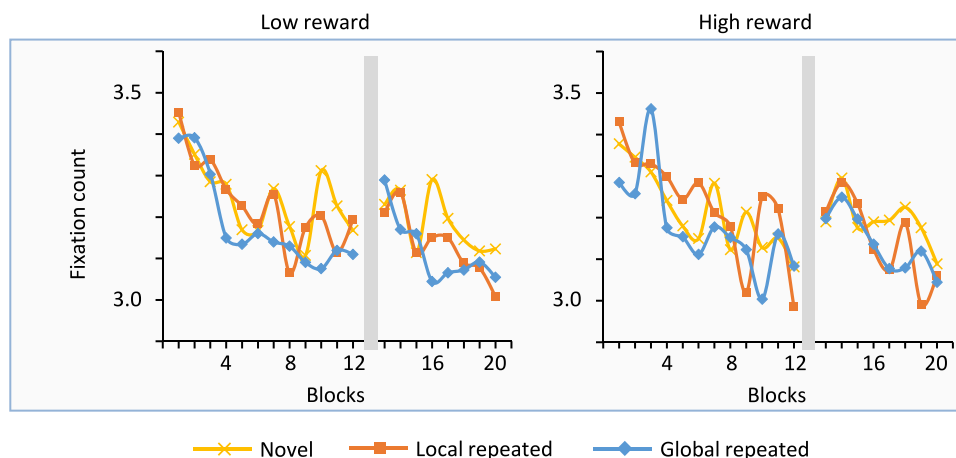 Low reward
High reward
3.5
3.0
Fixation count
4
8
12
16
20
Blocks
3.5
3.0
4
8
12
16
20
Blocks
Novel
Local repeated
Global repeated